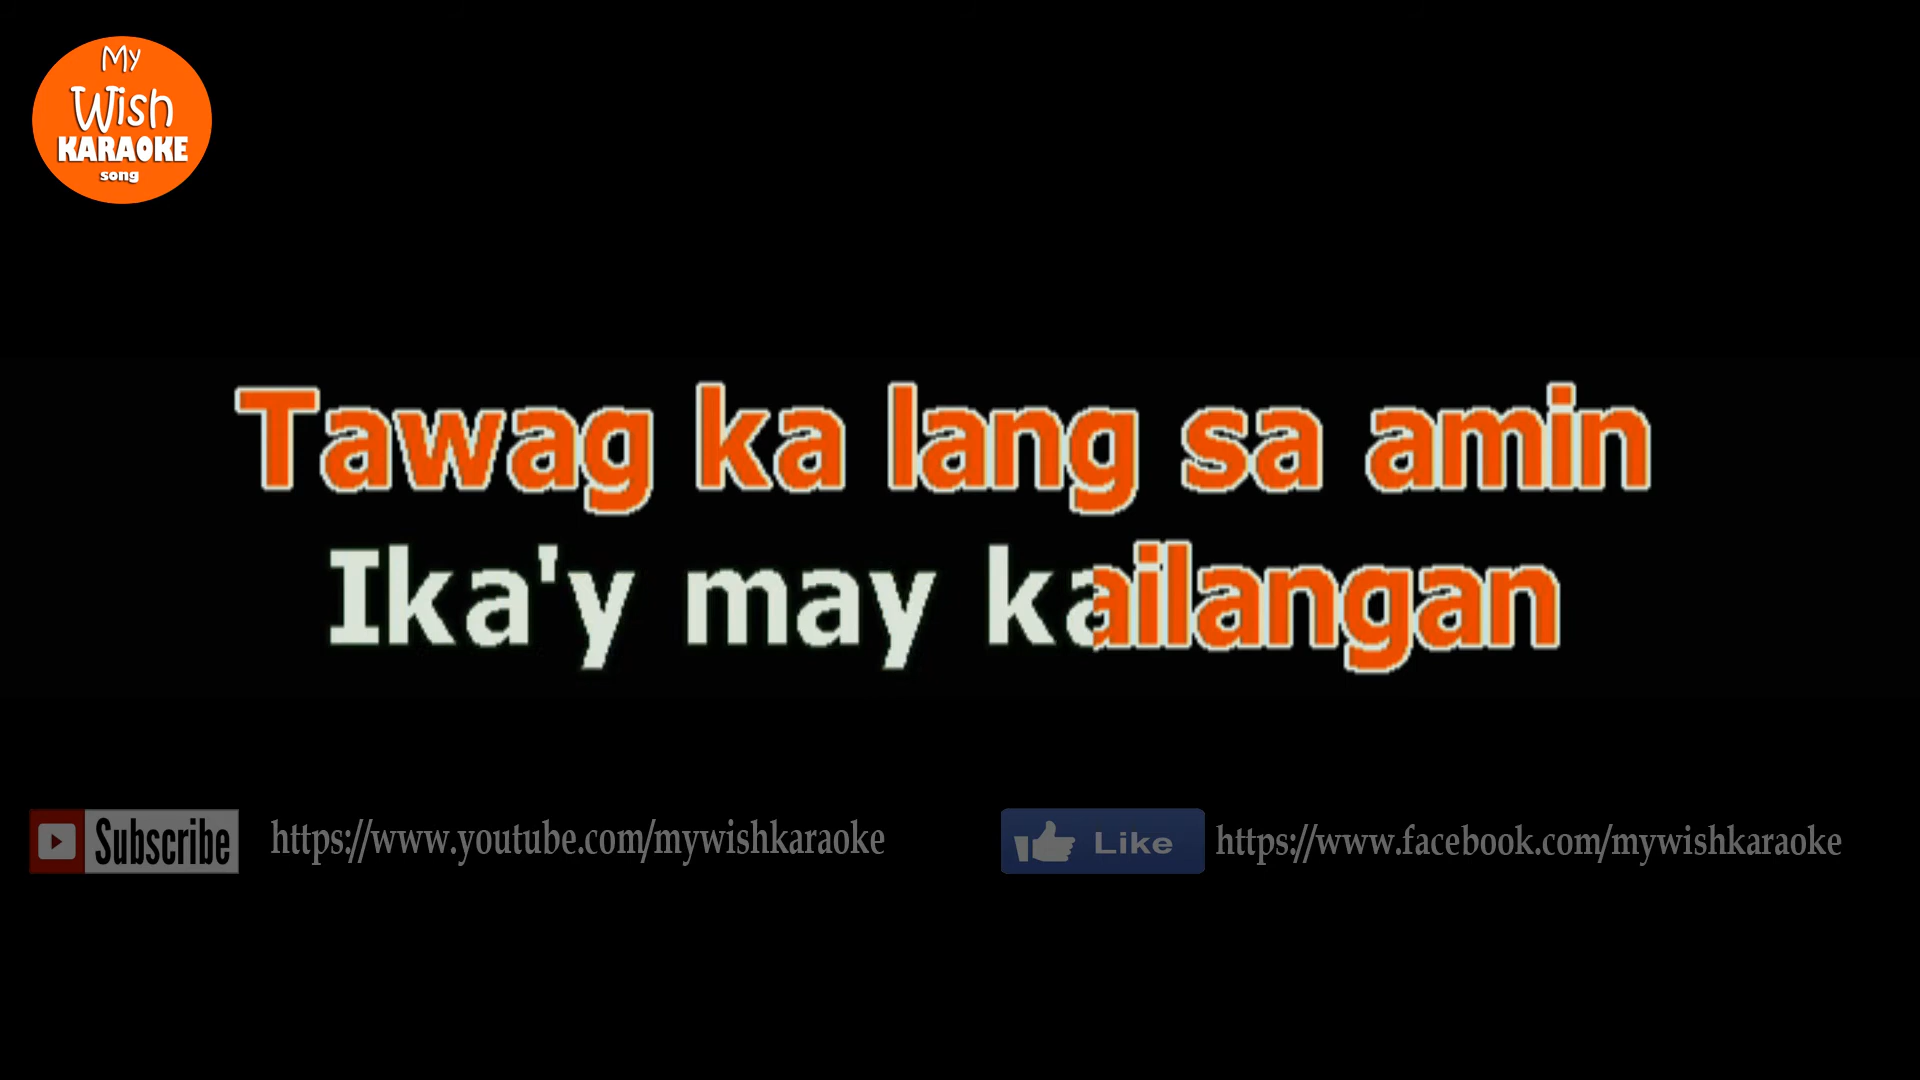 My
Wish
KARAOKE
song
Tawag ka lang sa amin
Ika'y may kailangan
Subscribe https://www.youtube.com/mywishkaraoke
Like https://www.facebook.com/mywishkaraoke